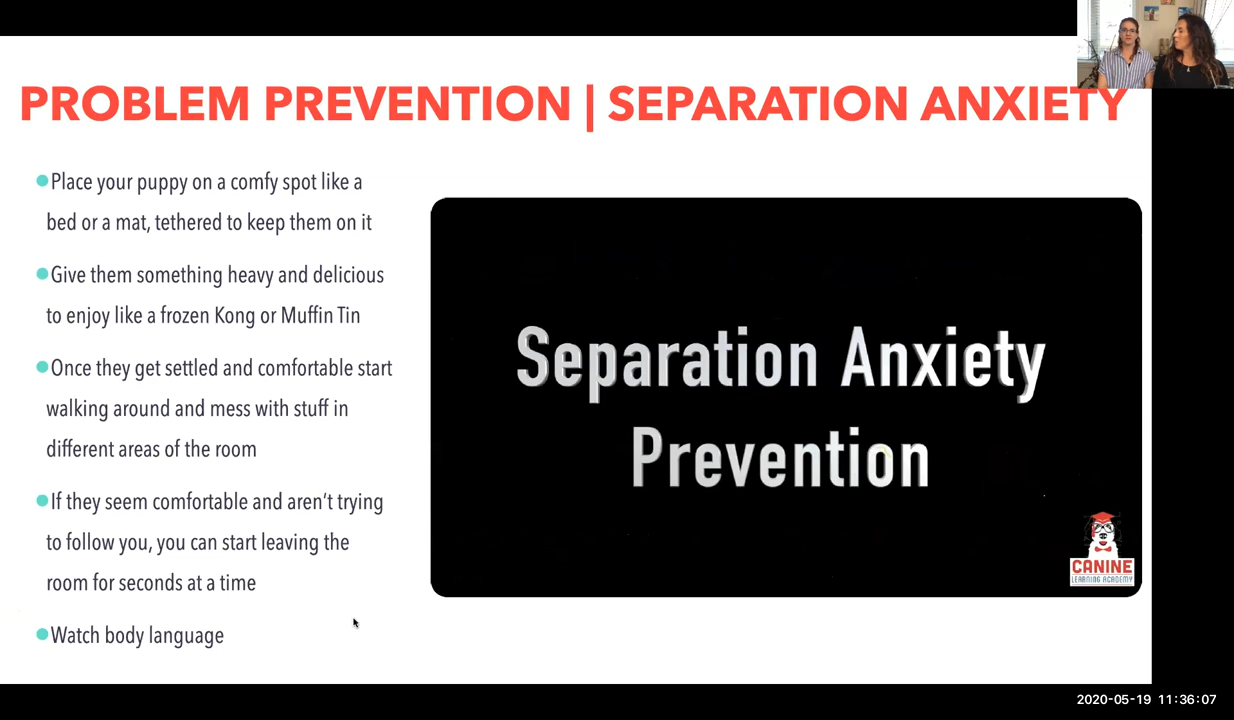 PROBLEM PREVENTION | SEPARATION ANXIETY
Place your puppy on a comfy spot like a
bed or a mat, tethered to keep them on it
Give them something heavy and delicious
to enjoy like a frozen Kong or Muffin Tin
Once they get settled and comfortable start
walking around and mess with stuff in
different areas of the room
If they seem comfortable and aren't trying
to follow you, you can start leaving the
room for seconds at a time
Watch body language
Separation Anxiety
Prevention
CANINE
LEARNING ACADEMY
2020-05-19 11:36:07